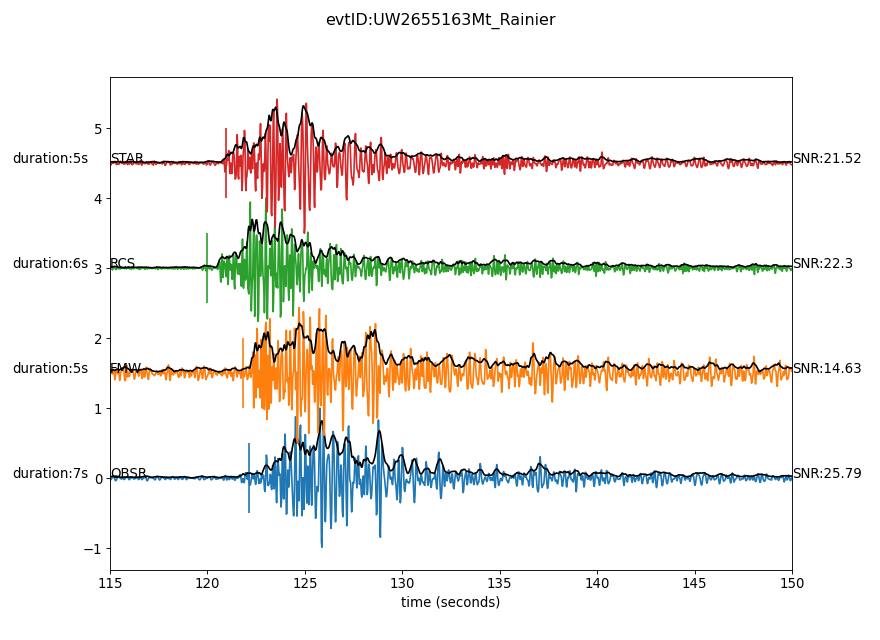 evtID:UW2655163Mt_Rainier
5
duration:5s STAR SNR:21.52
4
duration:6s 3 RCS SNR:22.3
2
duration:5s FMW SNR:14.63
1
duration:7s 0 OBSR SNR:25.79
−1
115 120 125 130 135 140 145 150
time (seconds)